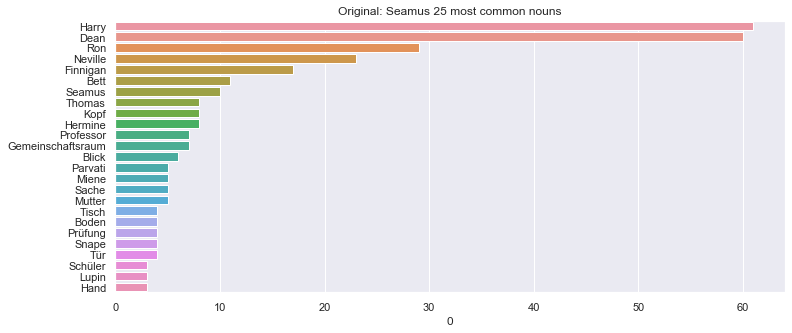 Original: Seamus 25 most common nouns
Harry
Dean
Ron
Neville
Finnigan
Bett
Seamus
Thomas
Kopf
Hermine
Professor
Gemeinschaftsraum
Blick
Parvati
Miene
Sache
Mutter
Tisch
Boden
Prüfung
Snape
Tür
Schüler
Lupin
Hand
0 10 20 30 40 50 60
0